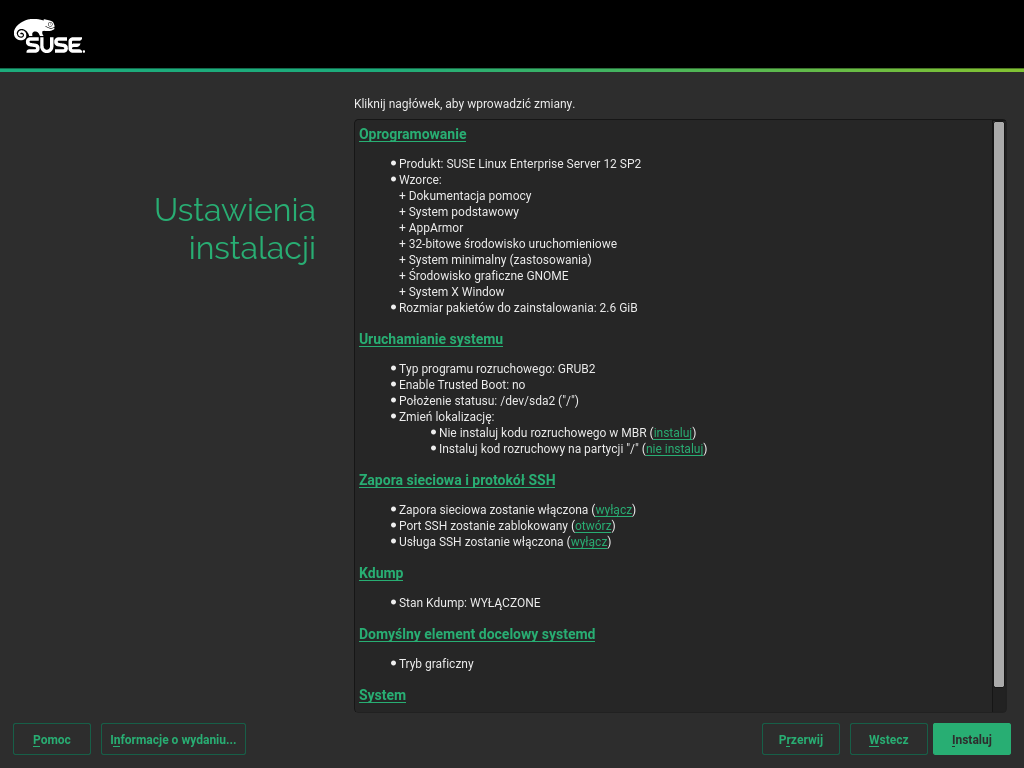 SUSE
Kliknij nagłówek, aby wprowadzić zmiany.
Ustawienia
instalacji
Oprogramowanie
Produkt: SUSE Linux Enterprise Server 12 SP2
Wzorce:
+ Dokumentacja pomocy
+ System podstawowy
+ AppArmor
+ 32-bitowe środowisko uruchomieniowe
+ System minimalny (zastosowania)
+ Środowisko graficzne GNOME
+ System X Window
Rozmiar pakietów do zainstalowania: 2.6 GiB
Uruchamianie systemu
Typ programu rozruchowego: GRUB2
Enable Trusted Boot: no
Położenie statusu: /dev/sda2 ("/")
Zmień lokalizację:
Nie instaluj kodu rozruchowego w MBR (instaluj)
Instaluj kod rozruchowy na partycji "/" (nie instaluj)
Zapora sieciowa i protokół SSH
Zapora sieciowa zostanie włączona (wyłącz)
Port SSH zostanie zablokowany (otwórz)
Usługa SSH zostanie włączona (wyłącz)
Kdump
Stan Kdump: WYŁĄCZONE
Domyślny element docelowy systemd
Tryb graficzny
System
Pomoc
Informacje o wydaniu...
Przerwij
Wstecz
Instaluj